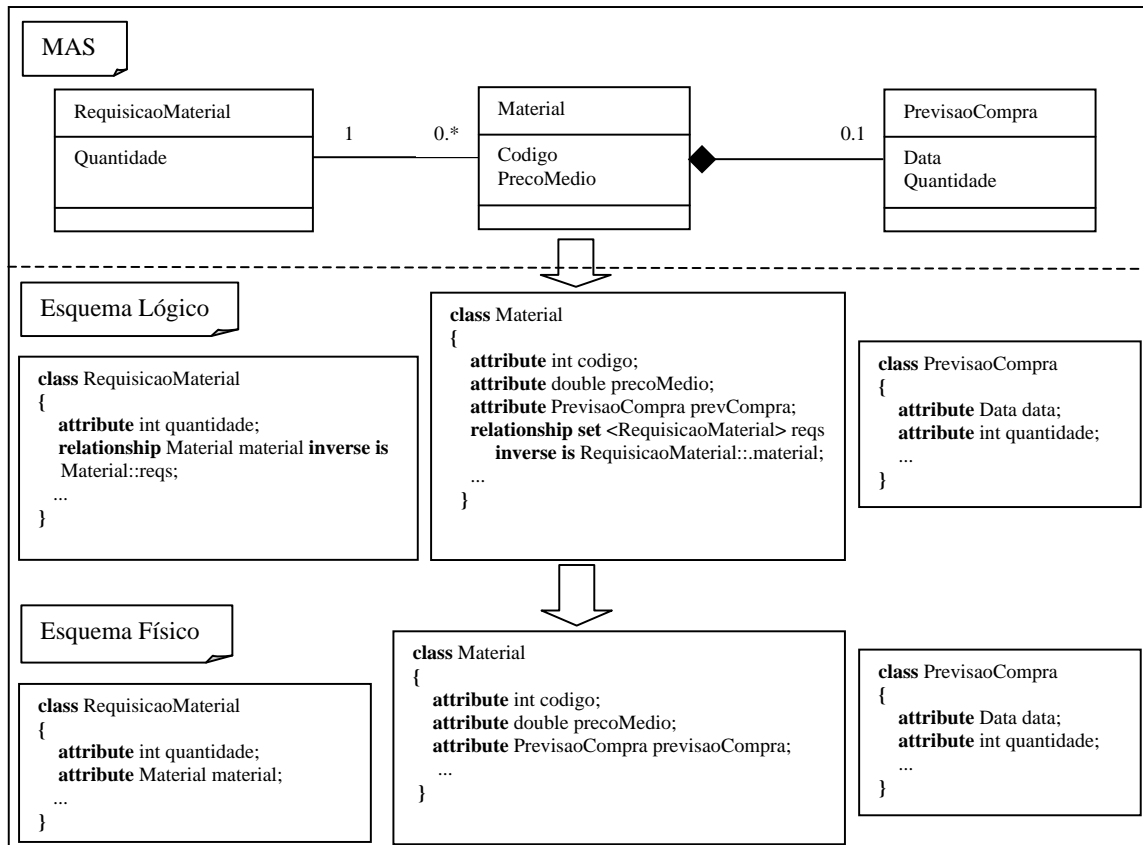 MAS
RequisicaoMaterial
Quantidade
1
0.*
Material
Codigo
PrecoMedio
0.1
PrevisaoCompra
Data
Quantidade
Esquema Lógico
class RequisicaoMaterial
{
attribute int quantidade;
relationship Material material inverse is
Material::reqs;
...
}
class Material
{
attribute int codigo;
attribute double precoMedio;
attribute PrevisaoCompra prevCompra;
relationship set <RequisicaoMaterial> reqs
inverse is RequisicaoMaterial::.material;
...
}
class PrevisaoCompra
{
attribute Data data;
attribute int quantidade;
...
}
Esquema Físico
class RequisicaoMaterial
{
attribute int quantidade;
attribute Material material;
...
}
class Material
{
attribute int codigo;
attribute double precoMedio;
attribute PrevisaoCompra previsaoCompra;
...
}
class PrevisaoCompra
{
attribute Data data;
attribute int quantidade;
...
}